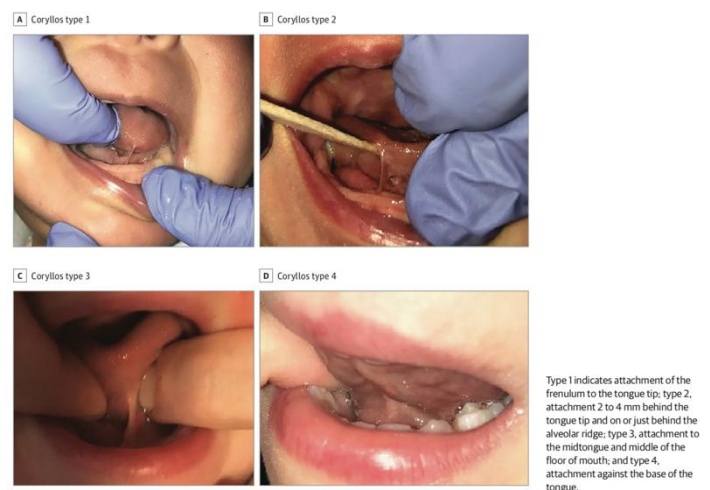 A Coryllos type 1
B Coryllos type 2
C Coryllos type 3
D Coryllos type 4
Type 1 indicates attachment of the
frenulum to the tongue tip; type 2,
attachment 2 to 4 mm behind the
tongue tip and on or just behind the
alveolar ridge; type 3, attachment to
the midtongue and middle of the
floor of mouth; and type 4,
attachment against the base of the
tongue.